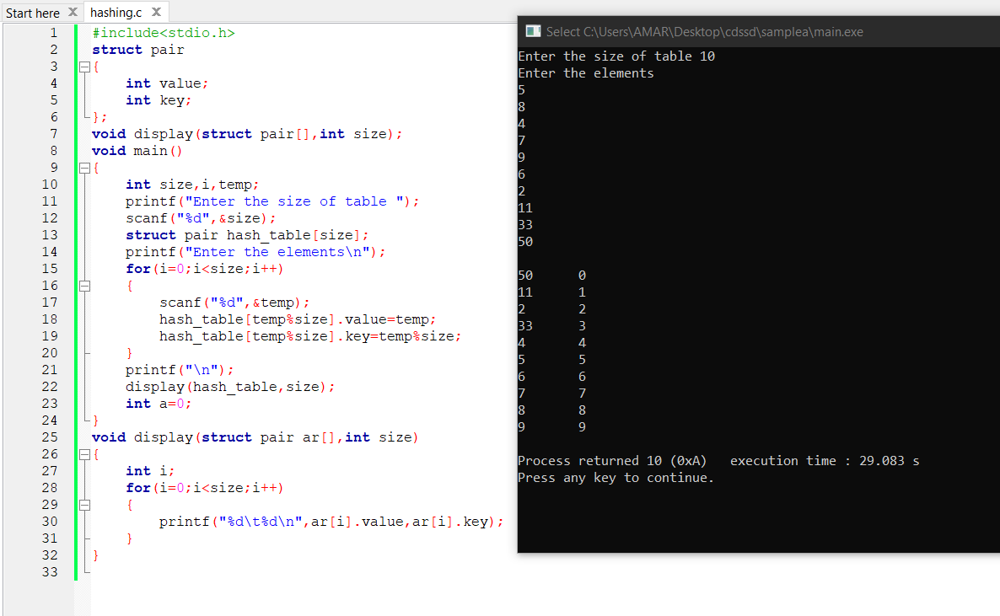 Start here
hashing.c
1 #include<stdio.h>
2 struct pair
3 {
4 int value;
5 int key;
6 };
7 void display(struct pair[],int size);
8 void main()
9 {
10 int size,i,temp;
11 printf("Enter the size of table ");
12 scanf("%d",&size);
13 struct pair hash_table[size];
14 printf("Enter the elements\n");
15 for(i=0;i<size;i++)
16 {
17 scanf("%d",&temp);
18 hash_table[temp%size].value=temp;
19 hash_table[temp%size].key=temp%size;
20 }
21 printf("\n");
22 display(hash_table,size);
23 int a=0;
24 }
25 void display(struct pair ar[],int size)
26 {
27 int i;
28 for(i=0;i<size;i++)
29 {
30 printf("%d\t%d\n",ar[i].value,ar[i].key);
31 }
32 }
33
Select C:\Users\AMAR\Desktop\cdssd\samplea\main.exe
Enter the size of table 10
Enter the elements
5
8
4
7
9
6
2
11
33
50
50 0
11 1
2 2
33 3
4 4
5 5
6 6
7 7
8 8
9 9
Process returned 10 (0xA) execution time : 29.083 s
Press any key to continue.